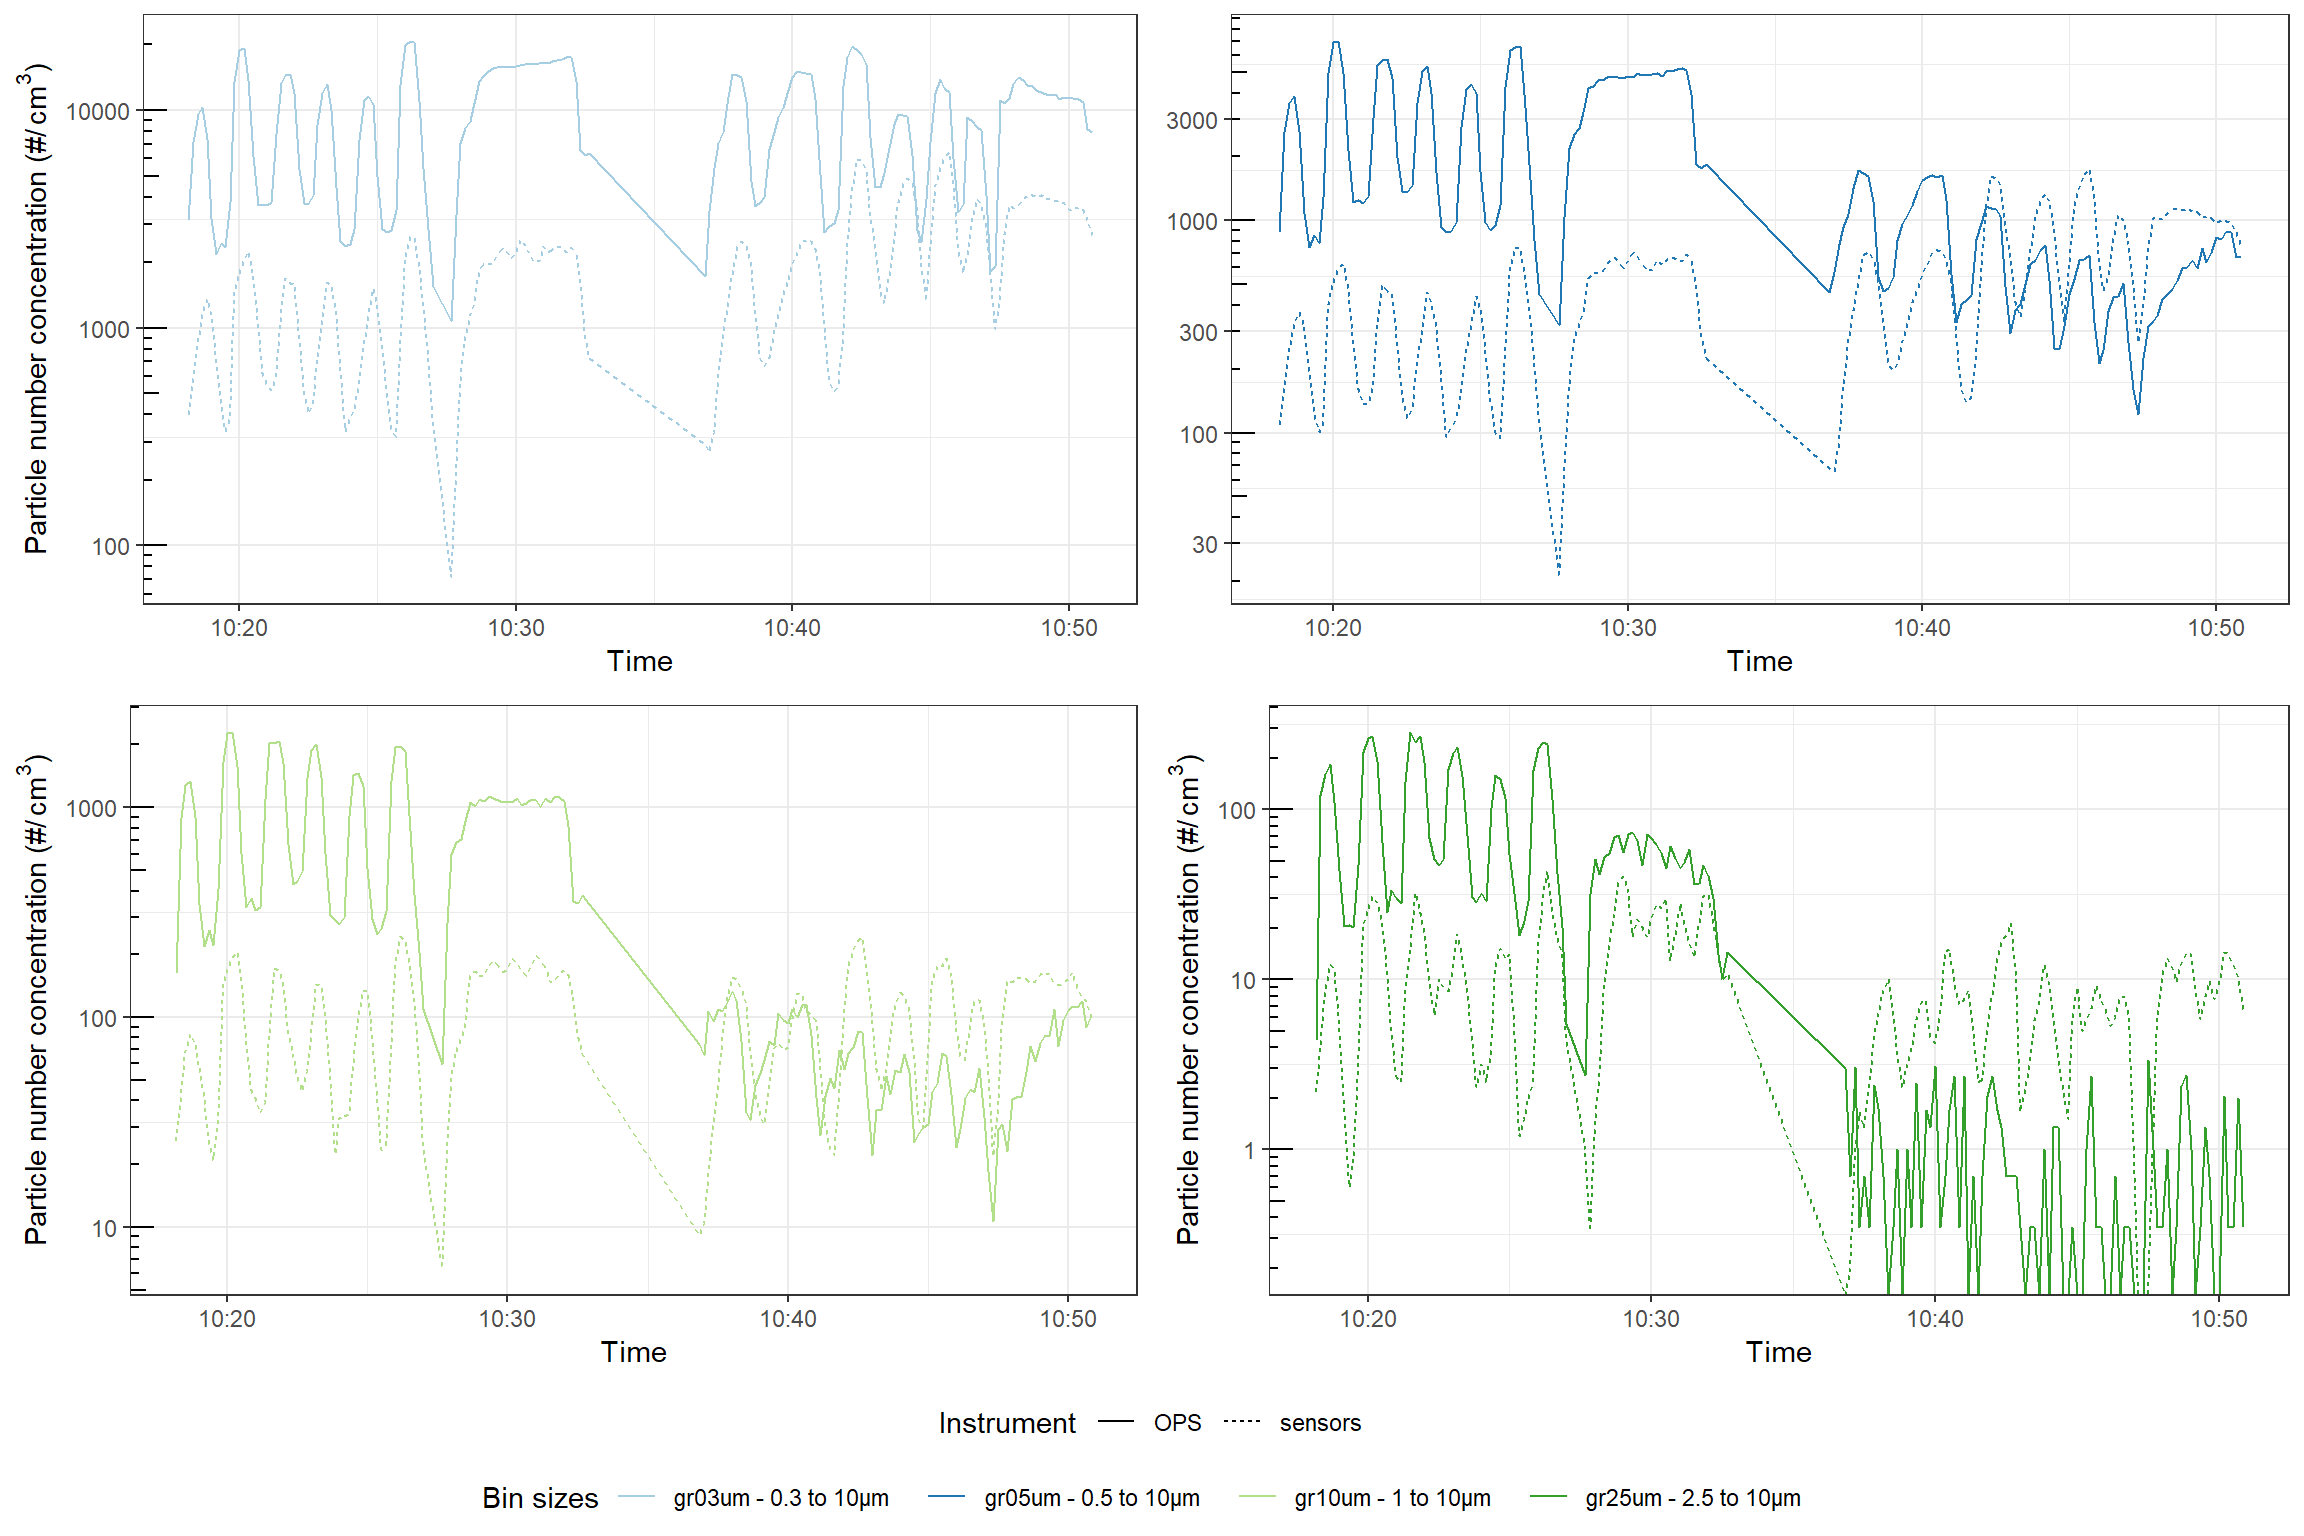 Particle number concentration (#/cm³)
10000
1000
100
10:20 10:30 10:40 10:50
Time
Particle number concentration (#/cm³)
3000
1000
300
100
30
10:20 10:30 10:40 10:50
Time
Particle number concentration (#/cm³)
1000
100
10
10:20 10:30 10:40 10:50
Time
Particle number concentration (#/cm³)
100
10
1
10:20 10:30 10:40 10:50
Time
Instrument OPS sensors
Bin sizes gr03um - 0.3 to 10µm gr05um - 0.5 to 10µm gr10um - 1 to 10µm gr25um - 2.5 to 10µm